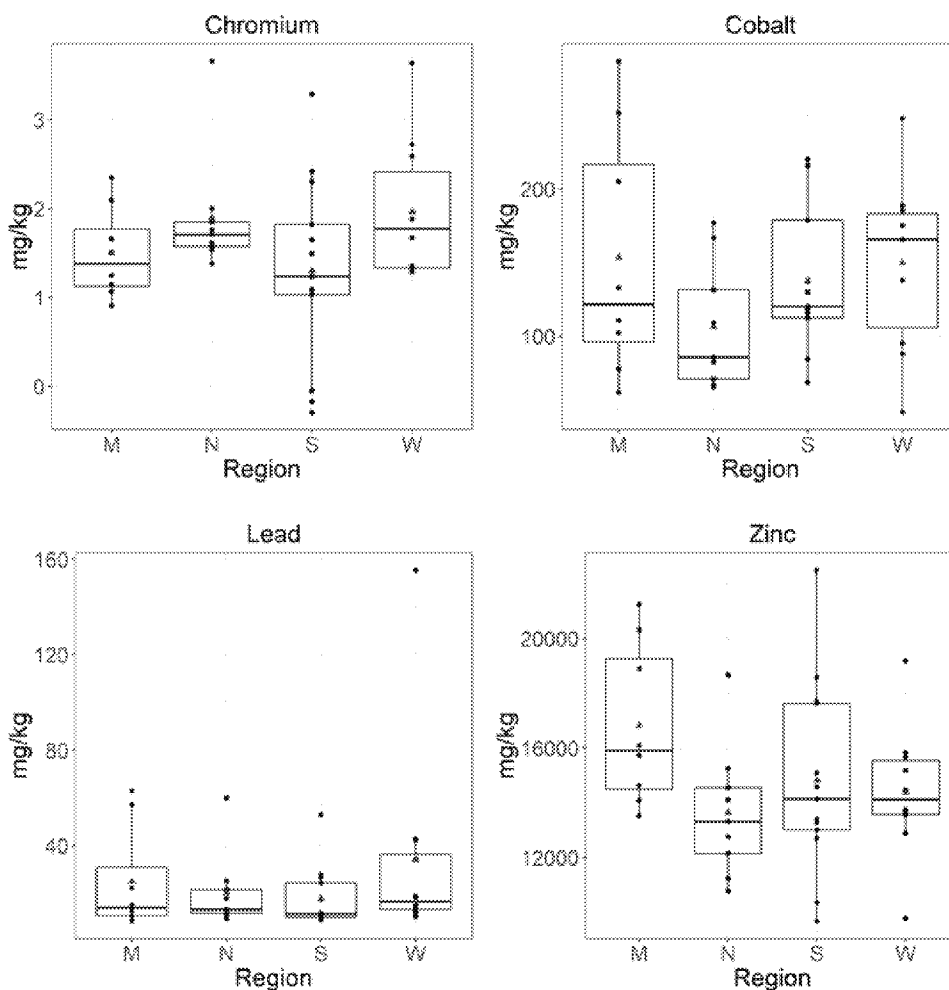 Chromium
mg/kg
3
2
1
0
M N S W
Region
Cobalt
mg/kg
200
100
M N S W
Region
Lead
mg/kg
160
120
80
40
M N S W
Region
Zinc
mg/kg
20000
16000
12000
M N S W
Region